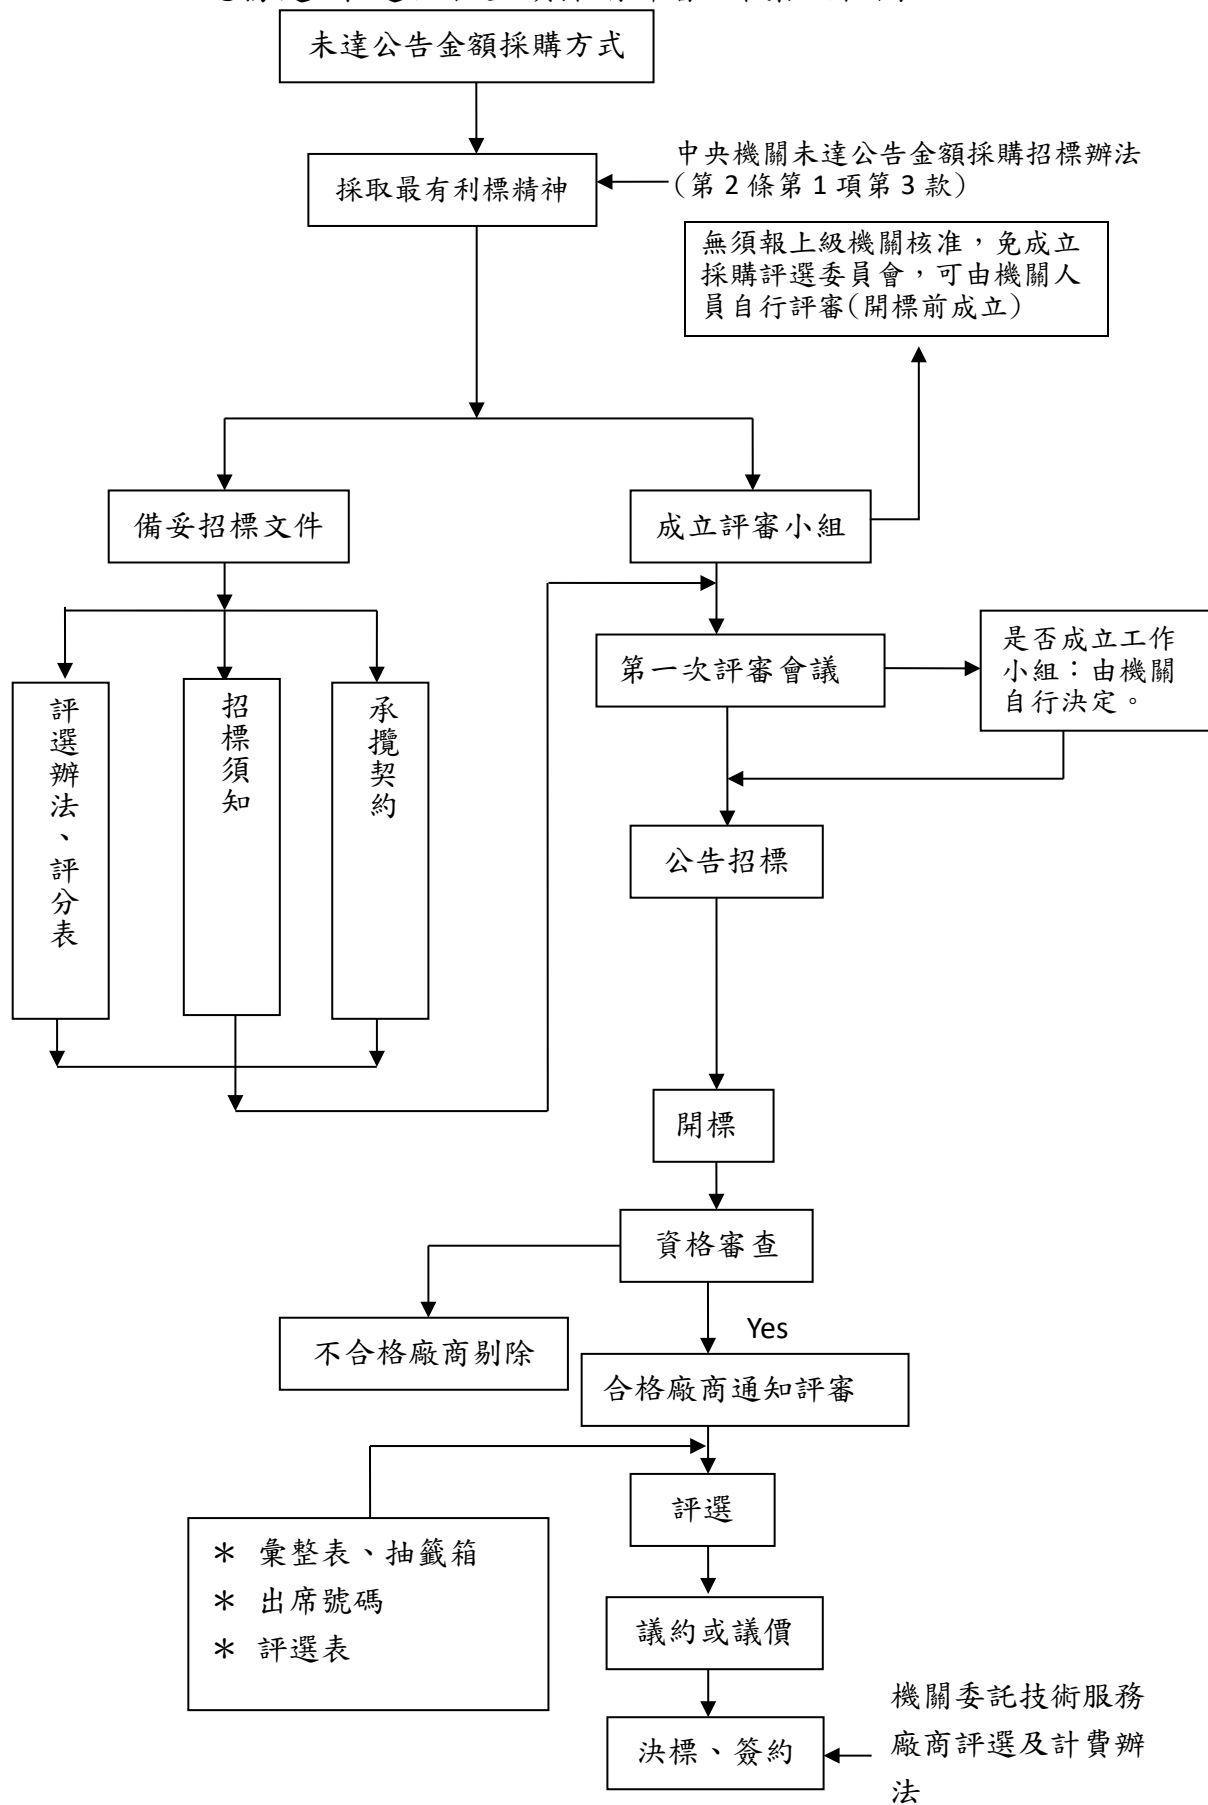 未達公告金額採購方式
採取最有利標精神
中央機關未達公告金額採購招標辦法
(第2條第1項第3款)
無須報上級機關核准，免成立
採購評選委員會，可由機關人
員自行評審(開標前成立)
備妥招標文件
成立評審小組
第一次評審會議
是否成立工作
小組：由機關
自行決定。
評選辦法、評分表
招標須知
承攬契約
公告招標
開標
資格審查
不合格廠商剔除
Yes
合格廠商通知評審
評選
＊ 彙整表、抽籤箱
＊ 出席號碼
＊ 評選表
議約或議價
決標、簽約
機關委託技術服務
廠商評選及計費辦
法